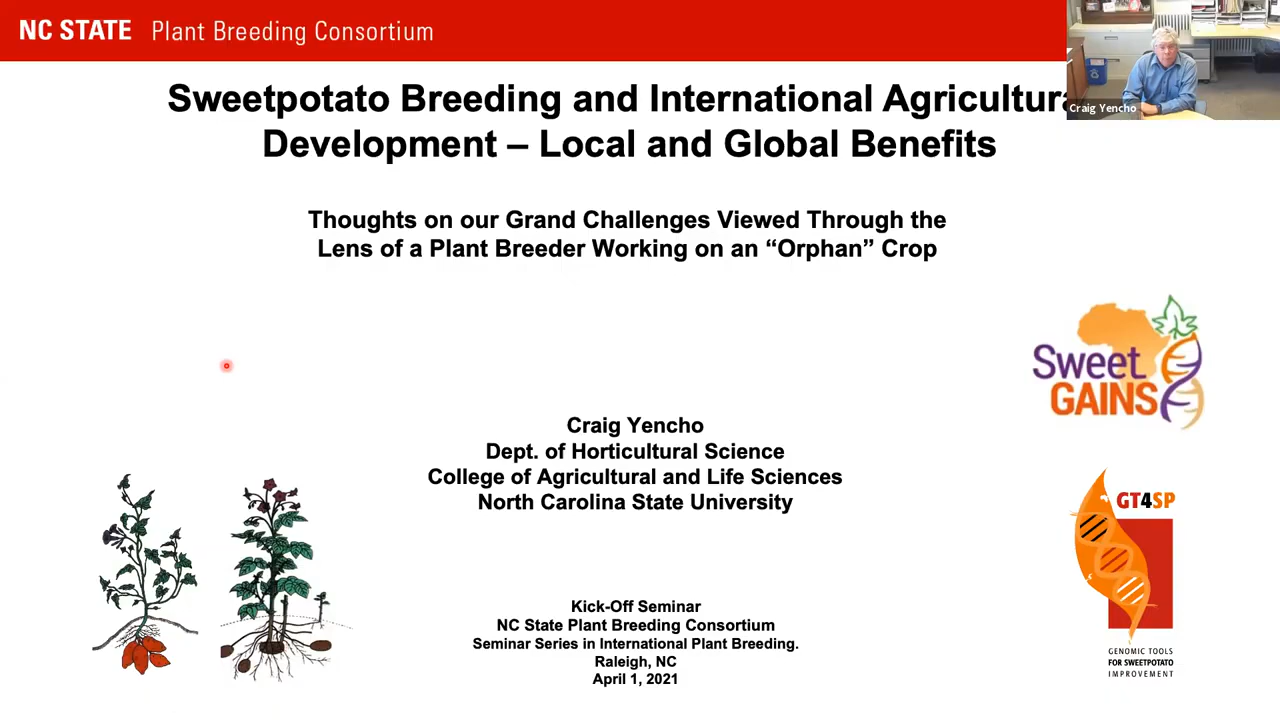 NC STATE Plant Breeding Consortium
Craig Yencho
Sweetpotato Breeding and International Agricultura
Development – Local and Global Benefits
Thoughts on our Grand Challenges Viewed Through the
Lens of a Plant Breeder Working on an “Orphan” Crop
Sweet
GAINS
Craig Yencho
Dept. of Horticultural Science
College of Agricultural and Life Sciences
North Carolina State University
GT4SP
GENOMIC TOOLS
FOR SWEETPOTATO
IMPROVEMENT
Kick-Off Seminar
NC State Plant Breeding Consortium
Seminar Series in International Plant Breeding.
Raleigh, NC
April 1, 2021